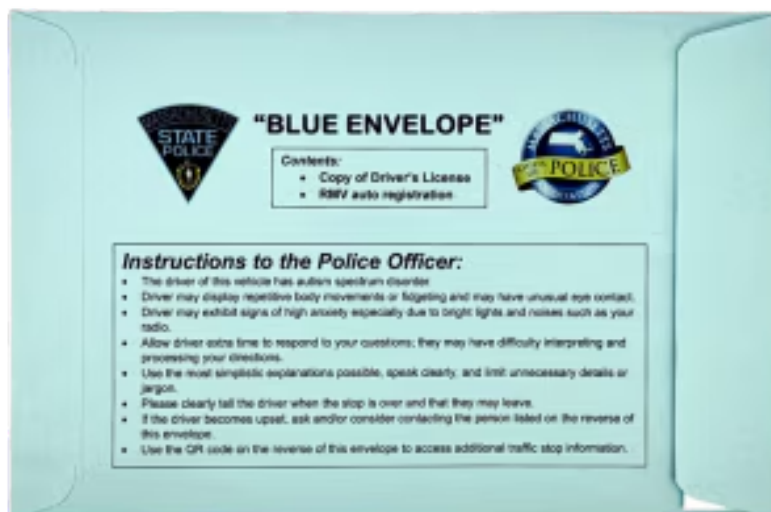 MASSACHUSETTS
STATE
POLICE
"BLUE ENVELOPE"
Contents:
• Copy of Driver's License
• RMV auto registration
MASSACHUSETTS
POLICE
Instructions to the Police Officer:
• The driver of this vehicle has autism spectrum disorder.
• Driver may display repetitive body movements or fidgeting and may have unusual eye contact.
• Driver may exhibit signs of high anxiety especially due to bright lights and noises such as your
radio.
• Allow driver extra time to respond to your questions; they may have difficulty interpreting and
processing your directions.
• Use the most simplistic explanations possible, speak clearly, and limit unnecessary details or
jargon.
• Please clearly tell the driver when the stop is over and that they may leave.
• If the driver becomes upset, ask and/or consider contacting the person listed on the reverse of
this envelope.
• Use the QR code on the reverse of this envelope to access additional traffic stop information.